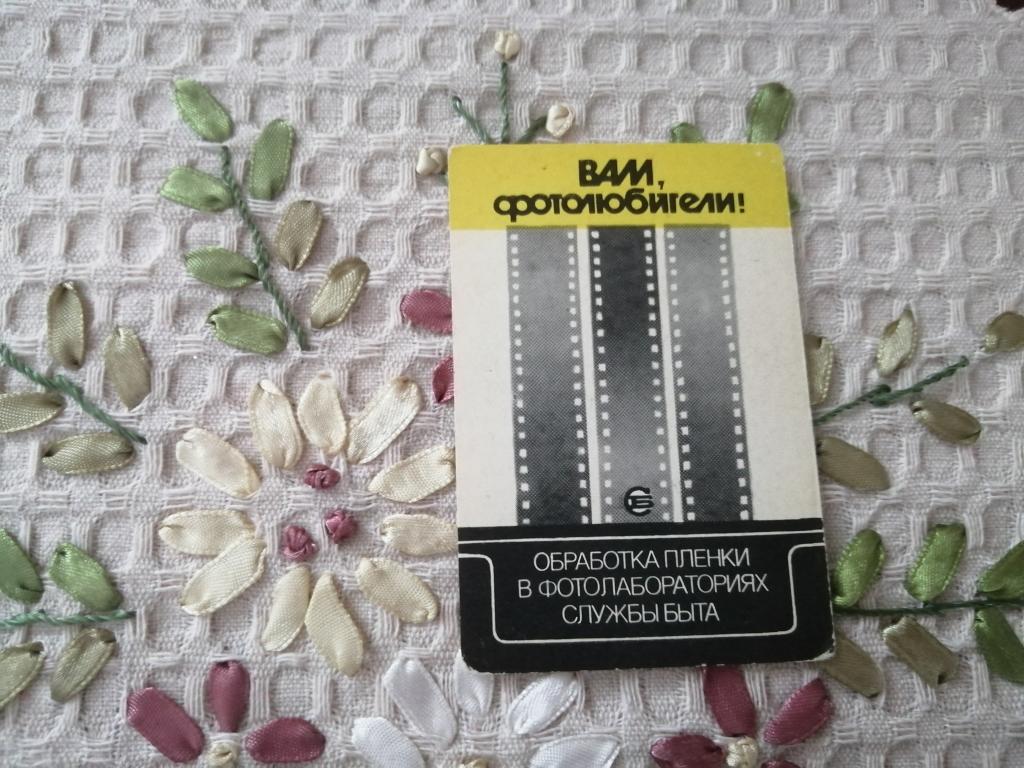 ВАМ,
фотолюбители!
ОБРАБОТКА ПЛЕНКИ
В ФОТОЛАБОРАТОРИЯХ
СЛУЖБЫ БЫТА